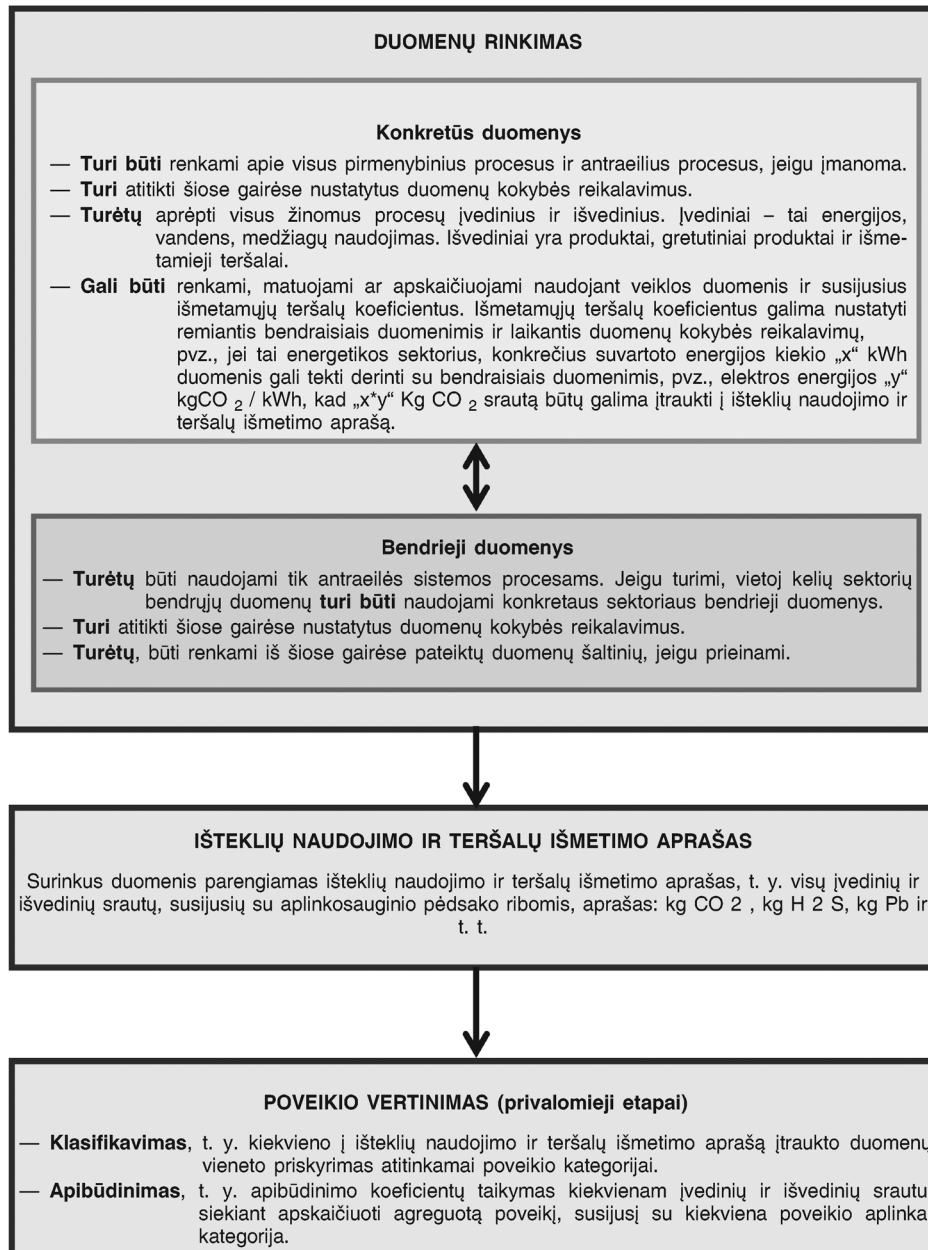 DUOMENŲ RINKIMAS
Konkretūs duomenys
— Turi būti renkami apie visus pirmenybinius procesus ir antraeilius procesus, jeigu įmanoma.
— Turi atitikti šiose gairėse nustatytus duomenų kokybės reikalavimus.
— Turėtų aprėpti visus žinomus procesų įvedinius ir išvedinius. Įvediniai – tai energijos,
vandens, medžiagų naudojimas. Išvediniai yra produktai, gretutiniai produktai ir išme-
tamieji teršalai.
— Gali būti renkami, matuojami ar apskaičiuojami naudojant veiklos duomenis ir susijusius
išmetamųjų teršalų koeficientus. Išmetamųjų teršalų koeficientus galima nustatyti
remiantis bendraisiais duomenimis ir laikantis duomenų kokybės reikalavimų,
pvz., jei tai energetikos sektorius, konkrečius suvartoto energijos kiekio „x“ kWh
duomenis gali tekti derinti su bendraisiais duomenimis, pvz., elektros energijos „y“
kgCO 2 / kWh, kad „x*y“ Kg CO 2 srautą būtų galima įtraukti į išteklių naudojimo ir
teršalų išmetimo aprašą.
Bendrieji duomenys
— Turėtų būti naudojami tik antraeilės sistemos procesams. Jeigu turimi, vietoj kelių sektorių
bendrųjų duomenų turi būti naudojami konkretaus sektoriaus bendrieji duomenys.
— Turi atitikti šiose gairėse nustatytus duomenų kokybės reikalavimus.
— Turėtų, būti renkami iš šiose gairėse pateiktų duomenų šaltinių, jeigu prieinami.
IŠTEKLIŲ NAUDOJIMO IR TERŠALŲ IŠMETIMO APRAŠAS
Surinkus duomenis parengiamas išteklių naudojimo ir teršalų išmetimo aprašas, t. y. visų įvedinių ir
išvedinių srautų, susijusių su aplinkosauginio pėdsako ribomis, aprašas: kg CO 2 , kg H 2 S, kg Pb ir
t. t.
POVEIKIO VERTINIMAS (privalomieji etapai)
— Klasifikavimas, t. y. kiekvieno į išteklių naudojimo ir teršalų išmetimo aprašą įtraukto duomenų
vieneto priskyrimas atitinkamai poveikio kategorijai.
— Apibūdinimas, t. y. apibūdinimo koeficientų taikymas kiekvienam įvedinių ir išvedinių srautu
siekiant apskaičiuoti agreguotą poveikį, susijusį su kiekviena poveikio aplinka
kategorija.